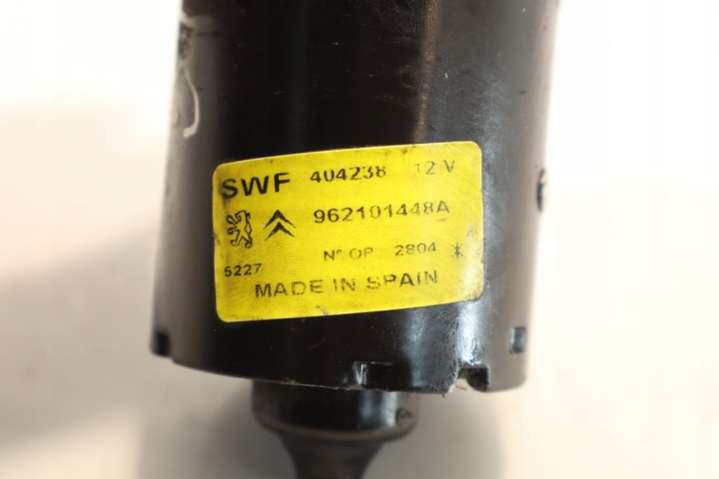 SWF 404238 12 V
962101448A
5227 N° OP 2804 *
MADE IN SPAIN